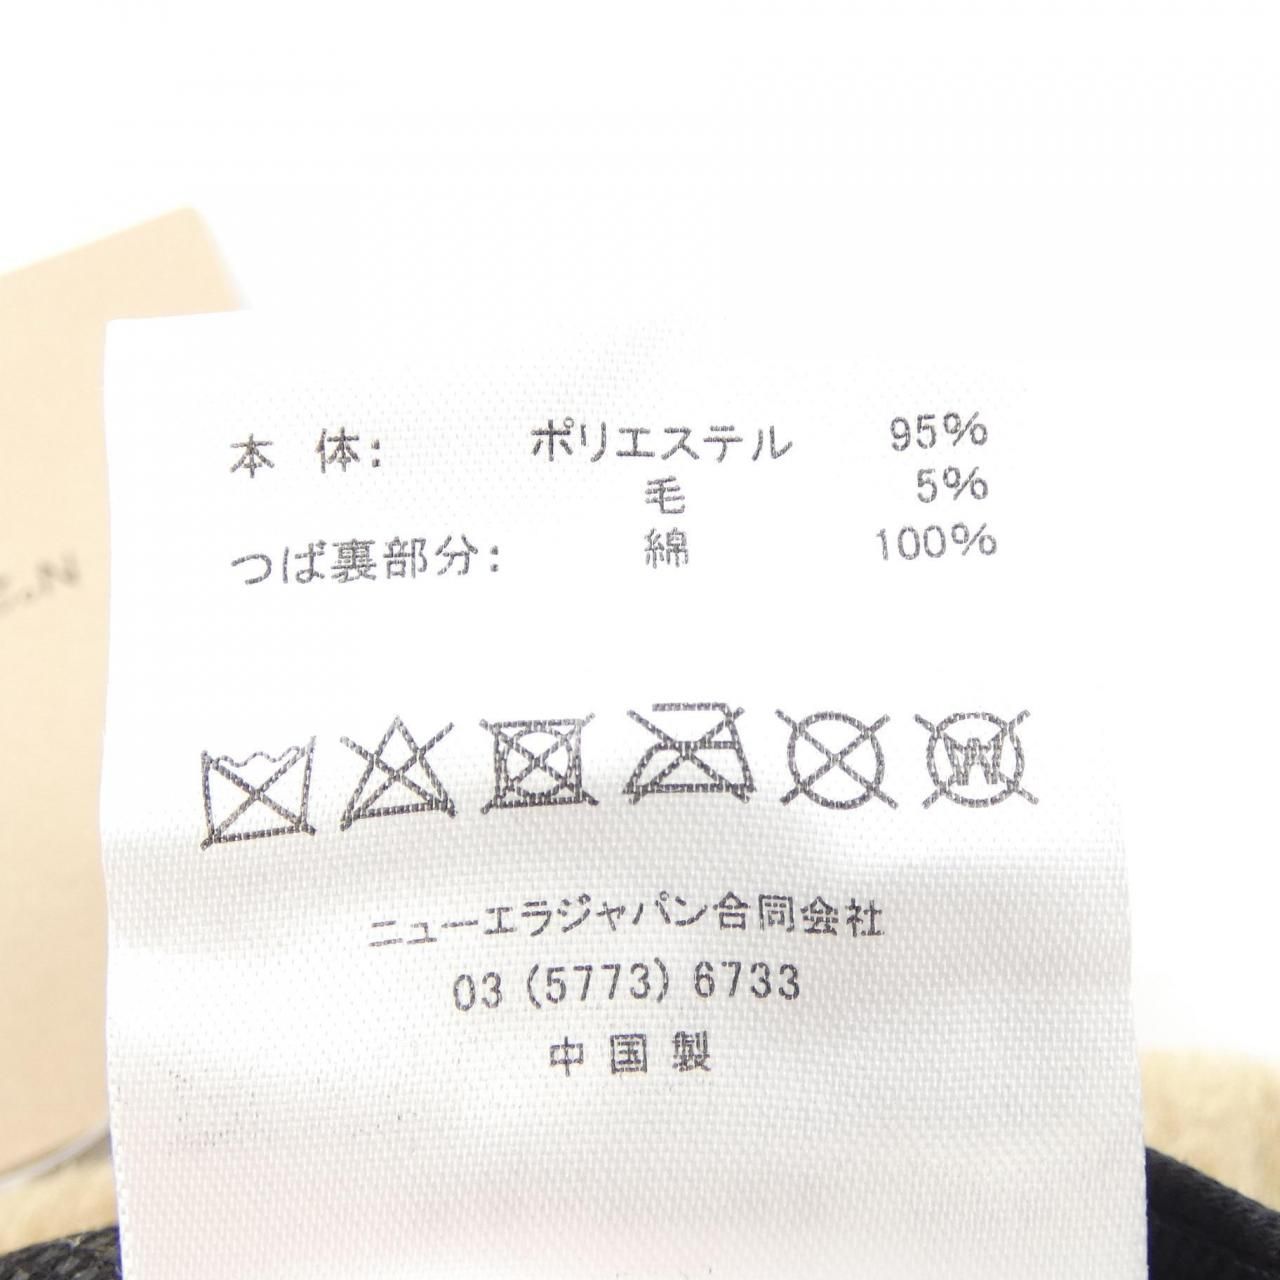 本 体: ポリエステル 95%
毛 5%
つば裏部分: 綿 100%
W
ニューエラジャパン合同会社
03 (5773) 6733
中 国 製